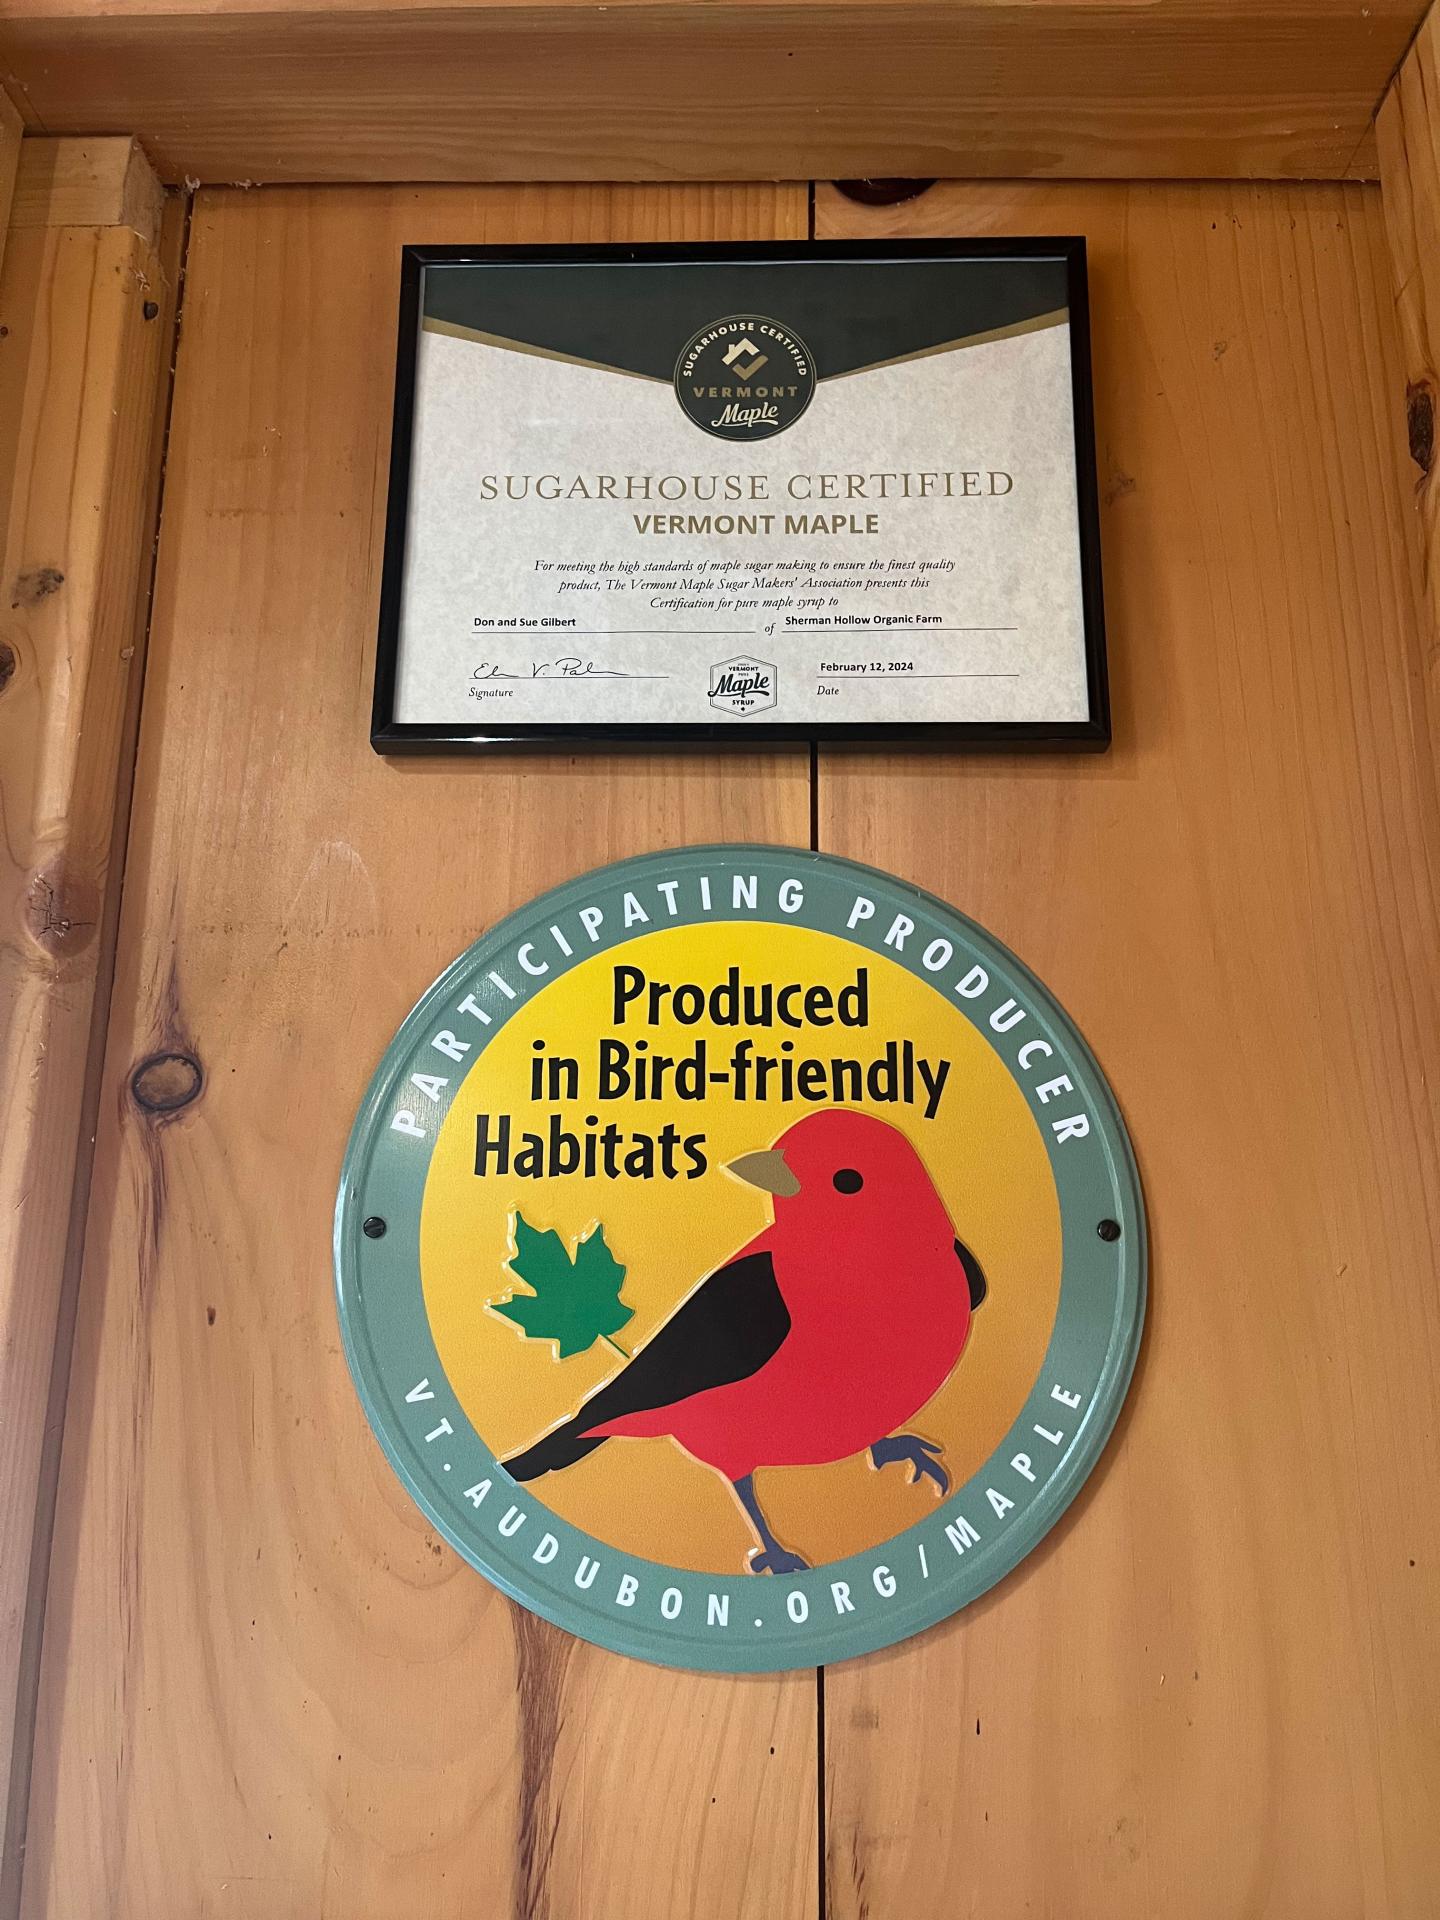 SUGARHOUSE CERTIFIED
VERMONT
Maple
SUGARHOUSE CERTIFIED
VERMONT MAPLE
For meeting the high standards of maple sugar making to ensure the finest quality
product, The Vermont Maple Sugar Makers' Association presents this
Certification for pure maple syrup to
Don and Sue Gilbert of Sherman Hollow Organic Farm
February 12, 2024
Signature
Date
VERMONT
Maple
SYRUP
PARTICIPATING PRODUCER
Produced
in Bird-friendly
Habitats
VT.AUDUBON.ORG/MAPLE